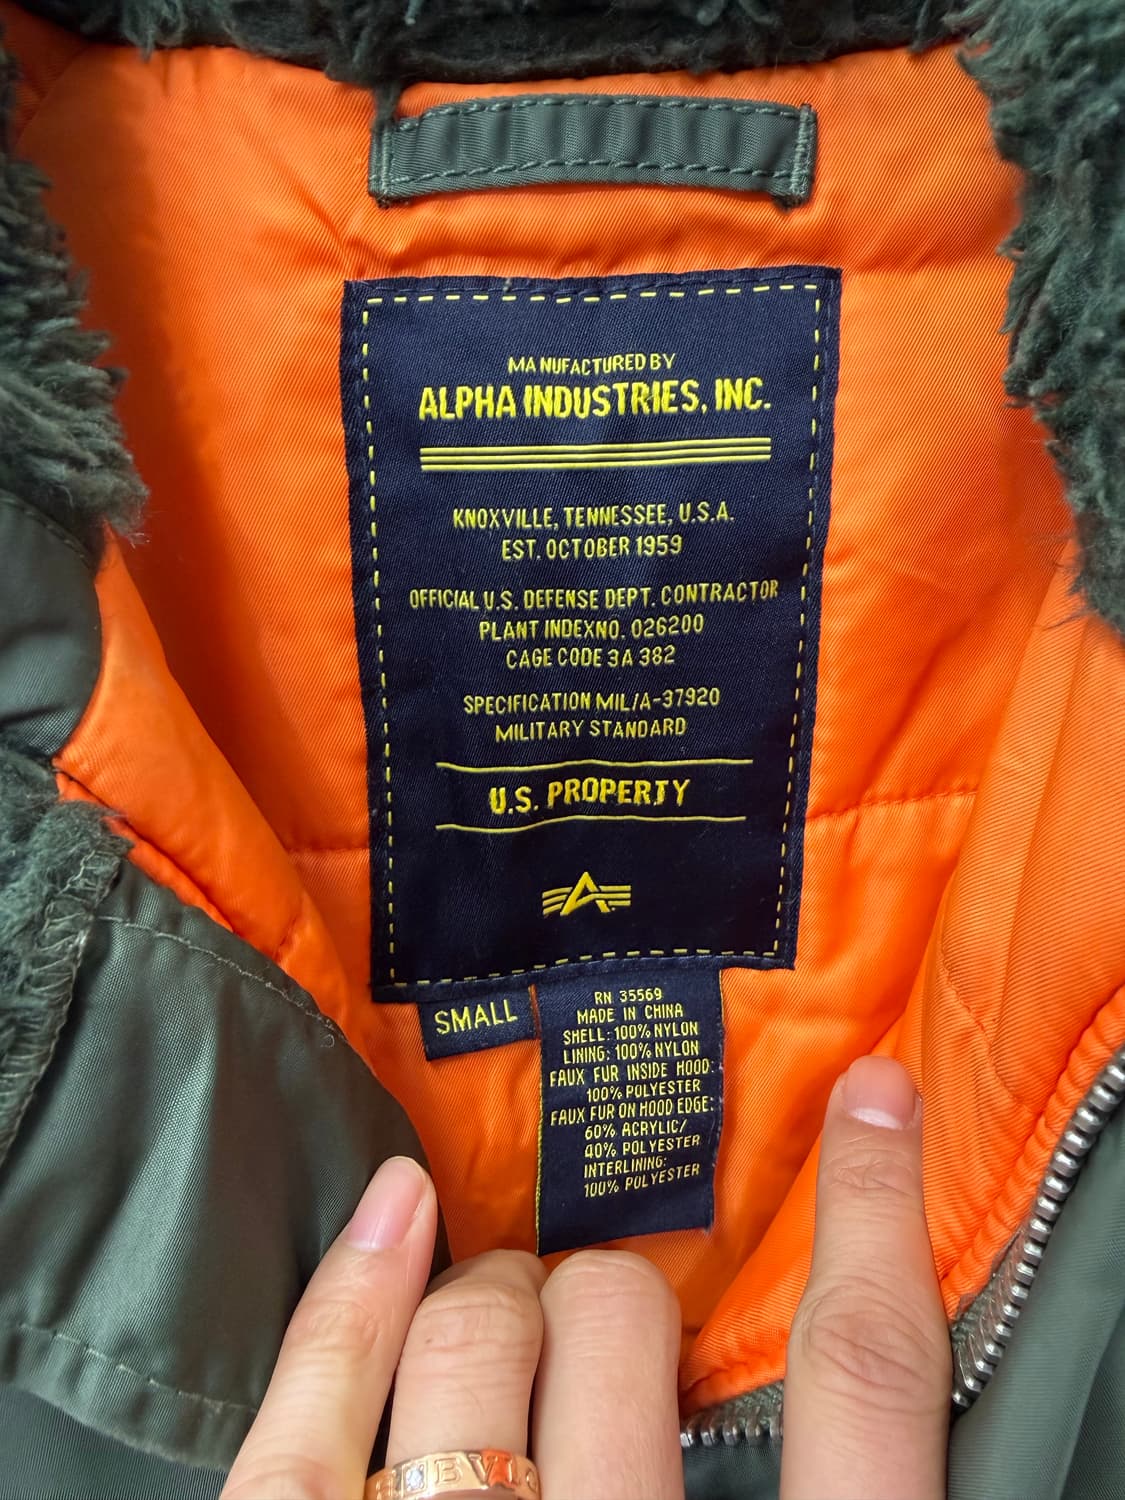 MANUFACTURED BY
ALPHA INDUSTRIES, INC.
KNOXVILLE, TENNESSEE, U.S.A.
EST. OCTOBER 1959
OFFICIAL U.S. DEFENSE DEPT. CONTRACTOR
PLANT INDEXNO. 026200
CAGE CODE 3A 382
SPECIFICATION MIL/A-37920
MILITARY STANDARD
U.S. PROPERTY
SMALL
RN 35569
MADE IN CHINA
SHELL: 100% NYLON
LINING: 100% NYLON
FAUX FUR INSIDE HOOD:
100% POLYESTER
FAUX FUR ON HOOD EDGE:
60% ACRYLIC/
40% POLYESTER
INTERLINING:
100% POLYESTER